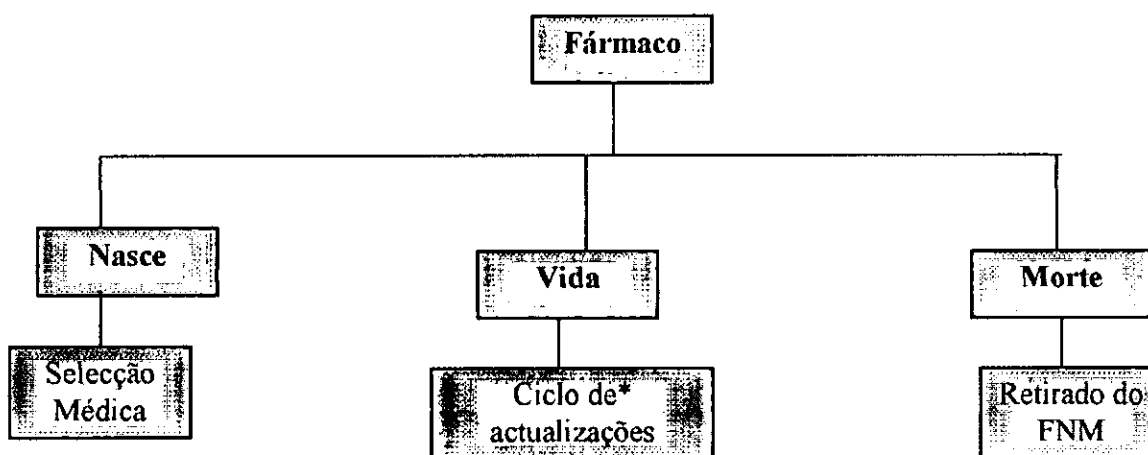 Fármaco
Nasce
Vida
Morte
Selecção
Médica
Ciclo de*
actualizações
Retirado do
FNM